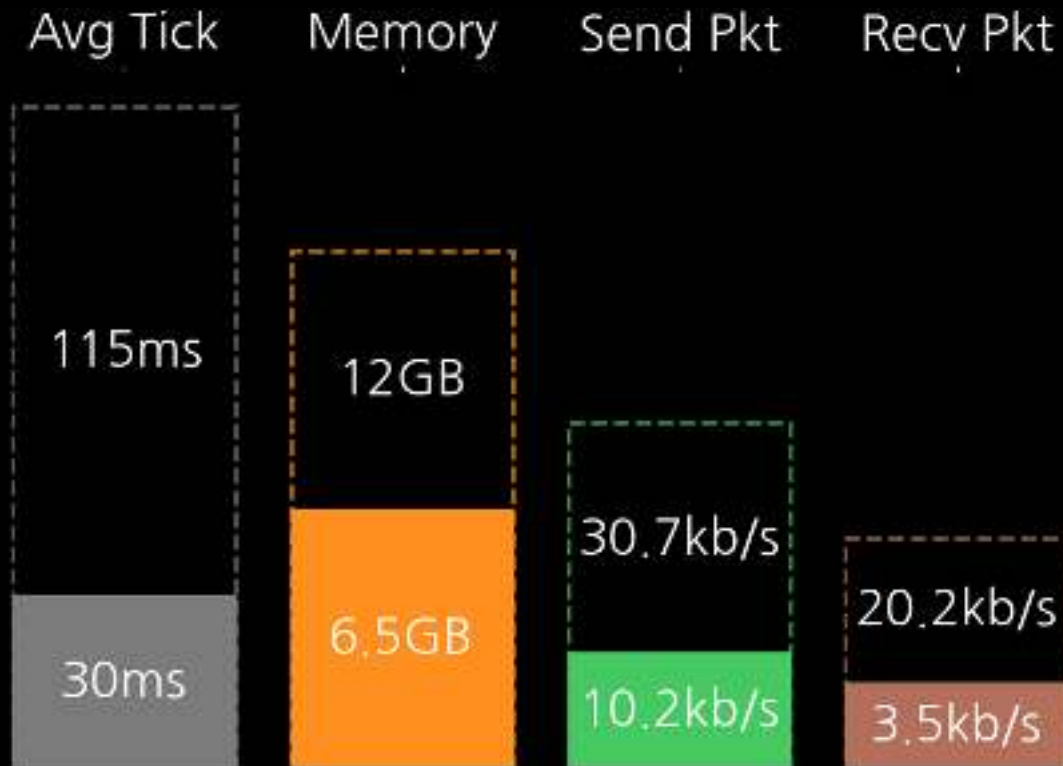 Avg Tick Memory Send Pkt Recv Pkt
115ms
12GB
30.7kb/s
20.2kb/s
6.5GB
30ms
10.2kb/s
3.5kb/s